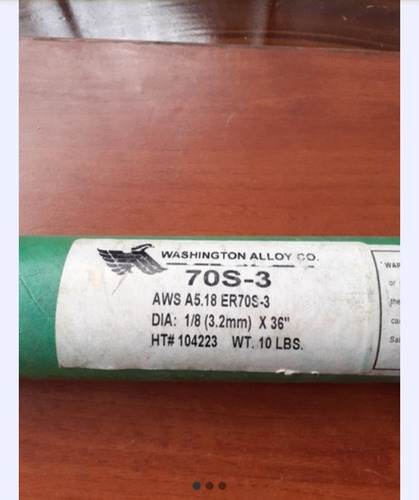 WASHINGTON ALLOY CO.
70S-3
AWS A5.18 ER70S-3
DIA: 1/8 (3.2mm) X 36"
HT# 104223 WT. 10 LBS.
or